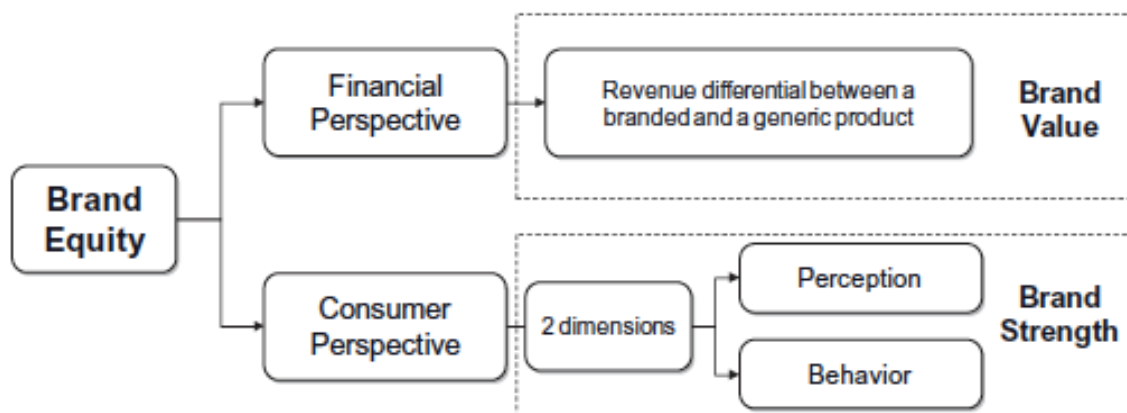 Brand
Equity
Financial
Perspective
Revenue differential between a
branded and a generic product
Brand
Value
Consumer
Perspective
2 dimensions
Perception
Behavior
Brand
Strength